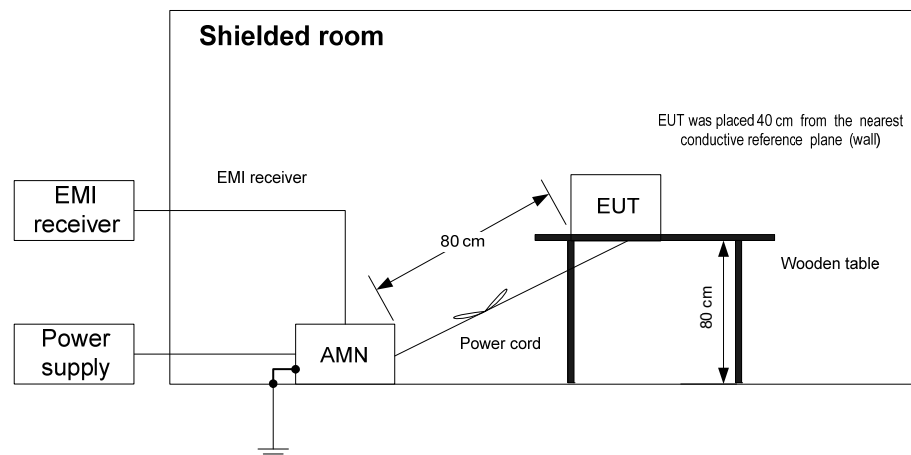 Shielded room
EUT was placed 40 cm from the nearest
conductive reference plane (wall)
EMI receiver
EMI
receiver
EUT
80 cm
Wooden table
80 cm
Power
supply
AMN
Power cord